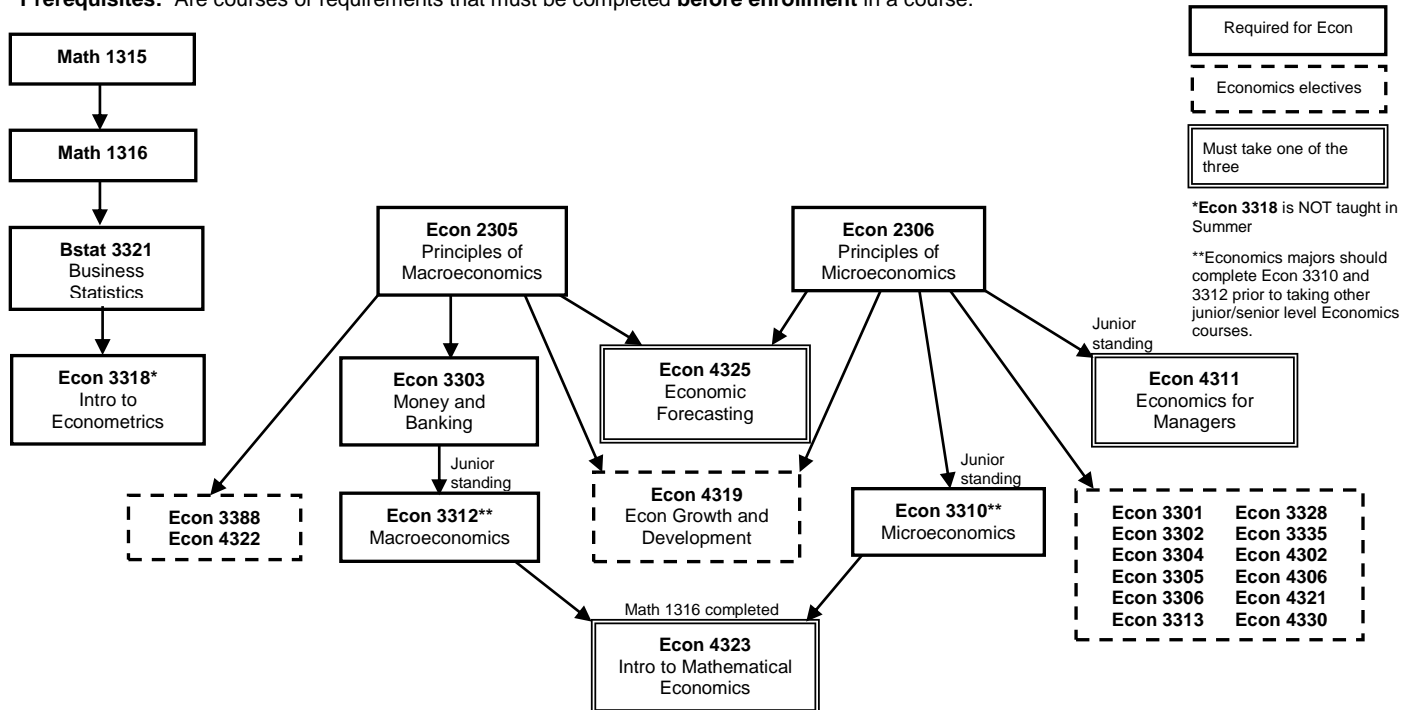 Prerequisites: Are courses or requirements that must be completed before enrollment in a course.
Required for Econ
Economics electives
Must take one of the
three
*Econ 3318 is NOT taught in
Summer
**Economics majors should
complete Econ 3310 and
3312 prior to taking other
junior/senior level Economics
courses.
Math 1315
Math 1316
Bstat 3321
Business
Statistics
Econ 3318*
Intro to
Econometrics
Econ 2305
Principles of
Macroeconomics
Econ 2306
Principles of
Microeconomics
Econ 3303
Money and
Banking
Econ 4325
Economic
Forecasting
Junior
standing
Econ 4311
Economics for
Managers
Econ 3388
Econ 4322
Junior
standing
Econ 3312**
Macroeconomics
Econ 4319
Econ Growth and
Development
Junior
standing
Econ 3310**
Microeconomics
Econ 3301 Econ 3328
Econ 3302 Econ 3335
Econ 3304 Econ 4302
Econ 3305 Econ 4306
Econ 3306 Econ 4321
Econ 3313 Econ 4330
Math 1316 completed
Econ 4323
Intro to Mathematical
Economics